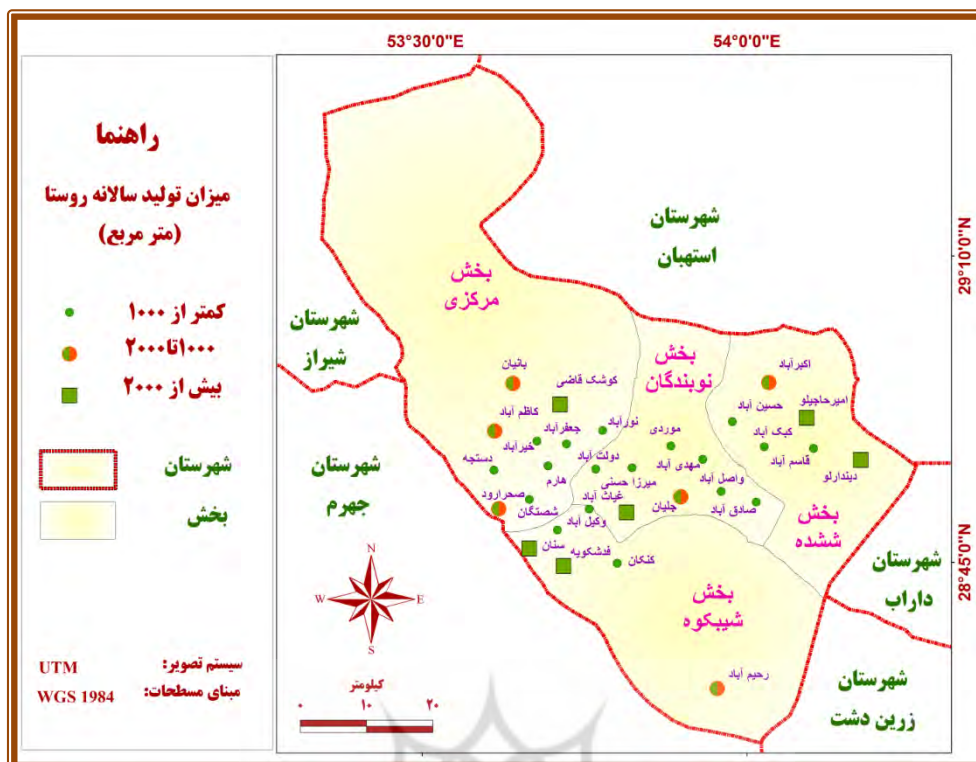 53°30'0"E
54°0'0"E
29°10'0"N
28°45'0"N
راهنما
میزان تولید سالانه روستا
(متر مربع)
کمتر از ۱۰۰۰
۱۰۰۰تا۲۰۰۰
بیش از ۲۰۰۰
شهرستان
بخش
سیستم تصویر:
UTM
مبنای مسطحات:
WGS 1984
شهرستان
استهبان
شهرستان
شیراز
شهرستان
جهرم
شهرستان
داراب
شهرستان
زرین دشت
بخش
مرکزی
بخش
نوبندگان
بخش
ششده
بخش
شیبکوه
بانیان
کوشک قاضی
کاظم آباد
نورآباد
جعفرآباد
خیرآباد
دستجه
هارم
دولت آباد
میرزا حسنی
غیاث آباد
صحرارود
شصتگان
وکیل آباد
سنان
فدشکویه
کنکان
موردی
مهدی آباد
جلیان
واصل آباد
صادق آباد
اکبرآباد
امیرحاجیلو
حسین آباد
کبک آباد
قاسم آباد
دیندارلو
رحیم آباد
N
W
E
S
کیلومتر
۰
۱۰
۲۰